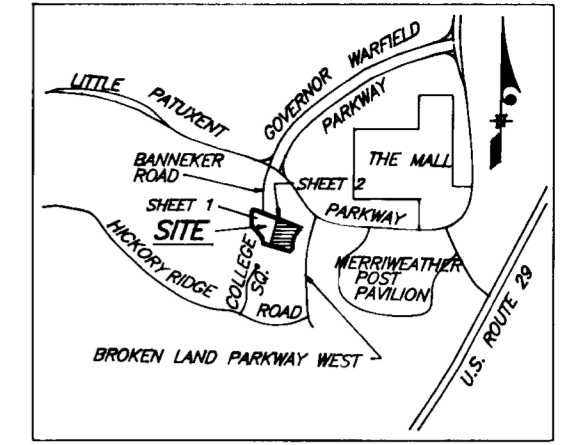 LITTLE PATUXENT
GOVERNOR WARFIELD
PARKWAY
BANNEKER
ROAD
THE MALL
SHEET 2
SHEET 1
SITE
PARKWAY
HICKORY RIDGE
COLLEGE
SQ.
ROAD
MERRIWEATHER
POST
PAVILION
BROKEN LAND PARKWAY WEST
U.S. ROUTE 29